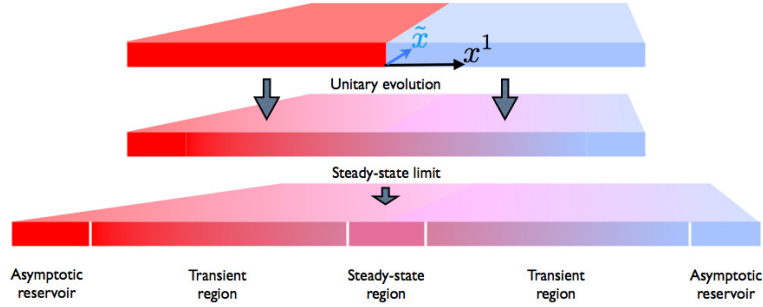 x̃
x¹
Unitary evolution
Steady-state limit
Asymptotic reservoir
Transient region
Steady-state region
Transient region
Asymptotic reservoir